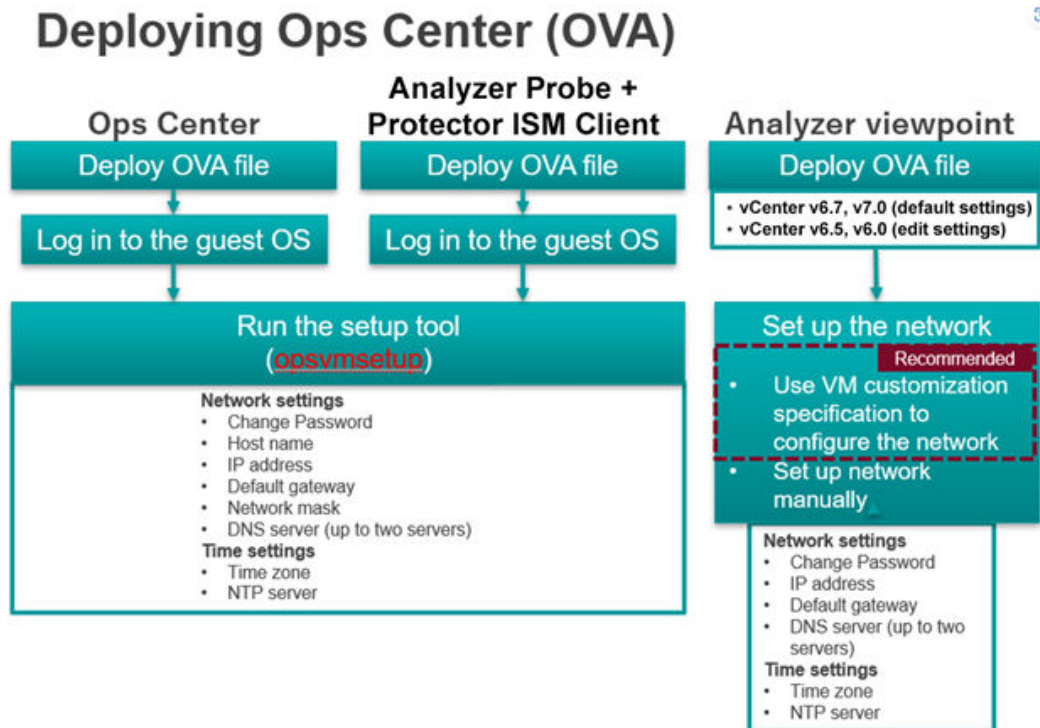 Deploying Ops Center (OVA)
Ops Center
Deploy OVA file
Log in to the guest OS
Analyzer Probe +
Protector ISM Client
Deploy OVA file
Log in to the guest OS
Run the setup tool
(opsvmsetup)
Network settings
• Change Password
• Host name
• IP address
• Default gateway
• Network mask
• DNS server (up to two servers)
Time settings
• Time zone
• NTP server
Analyzer viewpoint
Deploy OVA file
• vCenter v6.7, v7.0 (default settings)
• vCenter v6.5, v6.0 (edit settings)
Set up the network
Recommended
• Use VM customization
specification to
configure the network
• Set up network
manually
Network settings
• Change Password
• IP address
• Default gateway
• DNS server (up to two
servers)
Time settings
• Time zone
• NTP server